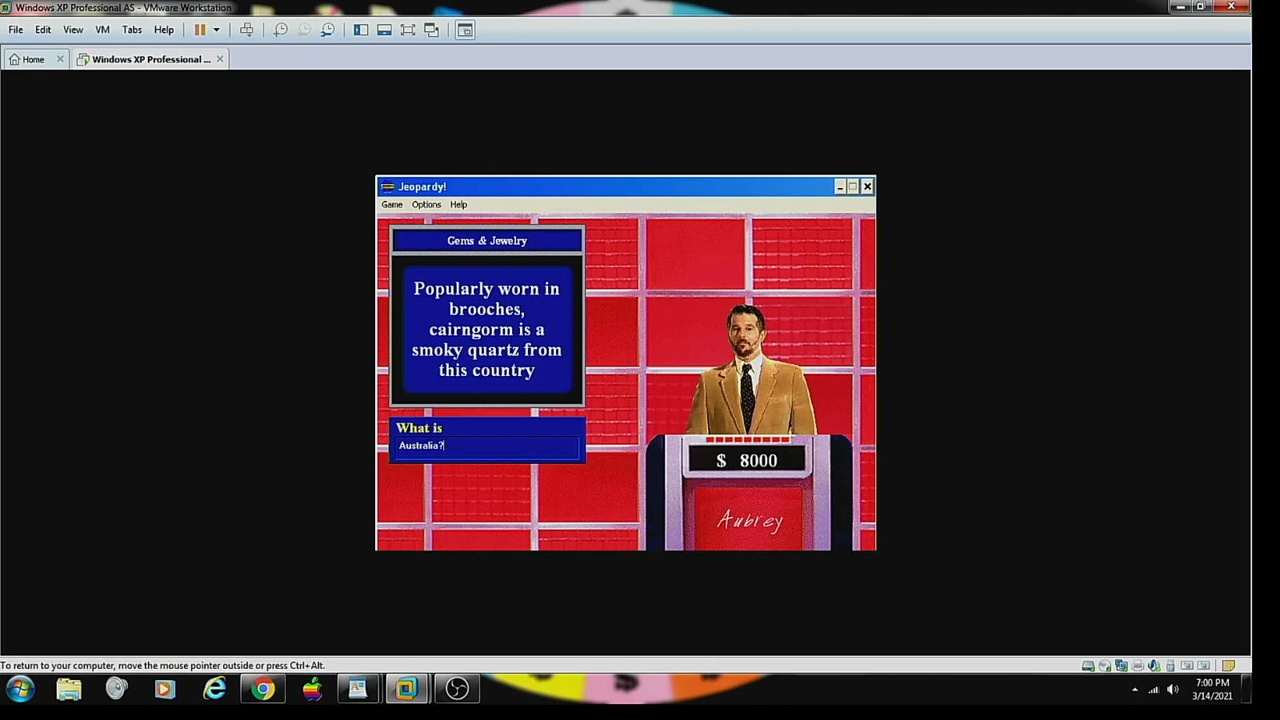 Windows XP Professional AS - VMware Workstation
File Edit View VM Tabs Help
Home Windows XP Professional ...
Jeopardy!
Game Options Help
Gems & Jewelry
Popularly worn in
brooches,
cairngorm is a
smoky quartz from
this country
What is
Australia?
$ 8000
Aubrey
To return to your computer, move the mouse pointer outside or press Ctrl+Alt.
7:00 PM
3/14/2021